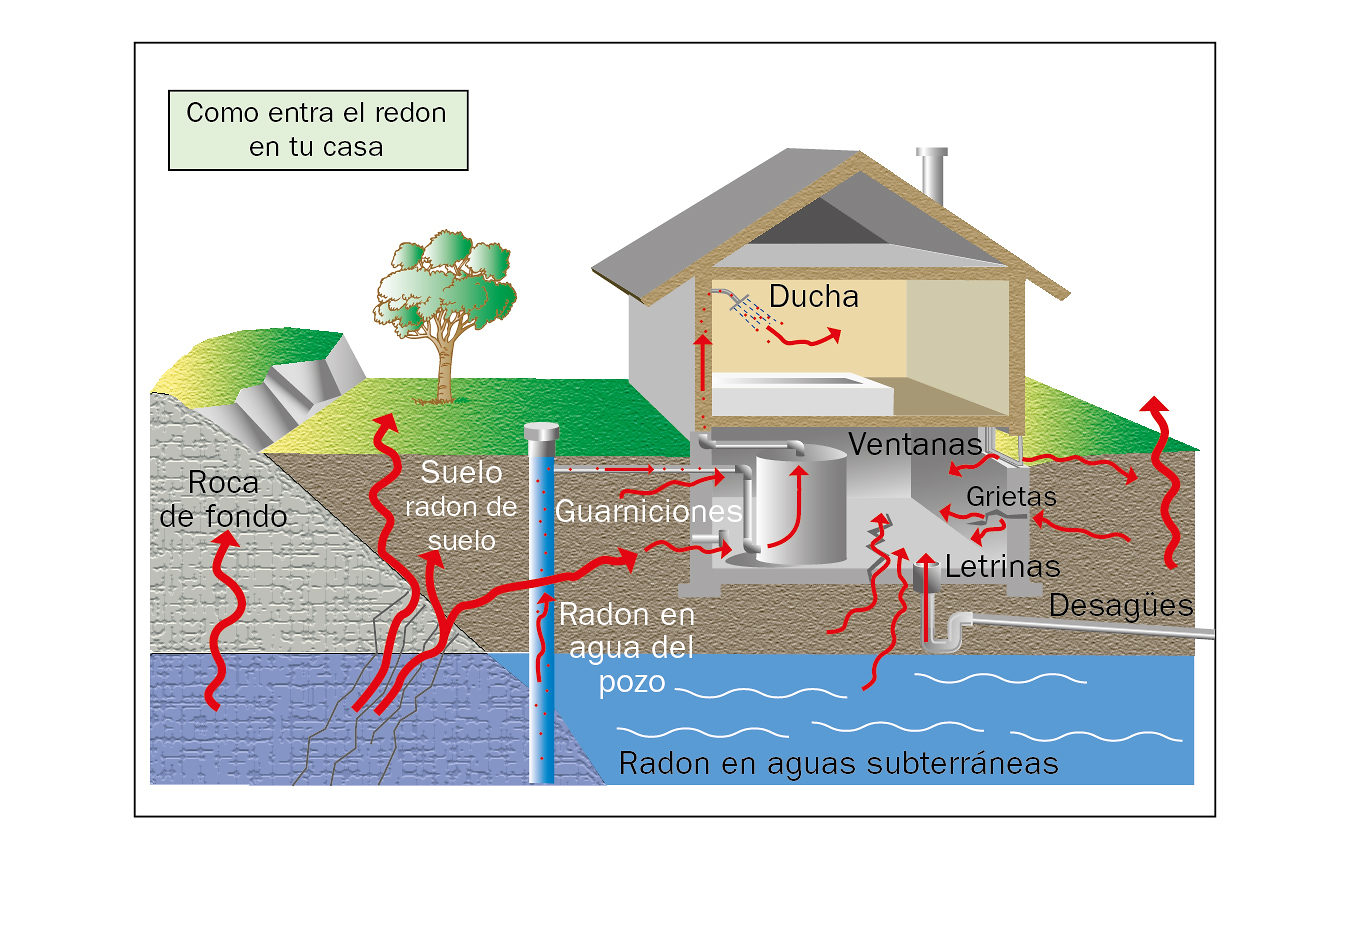 Como entra el redon
en tu casa
Ducha
Ventanas
Roca
de fondo
Suelo
radon de
suelo
Guarniciones
Grietas
Letrinas
Desagües
Radon en
agua del
pozo
Radon en aguas subterráneas